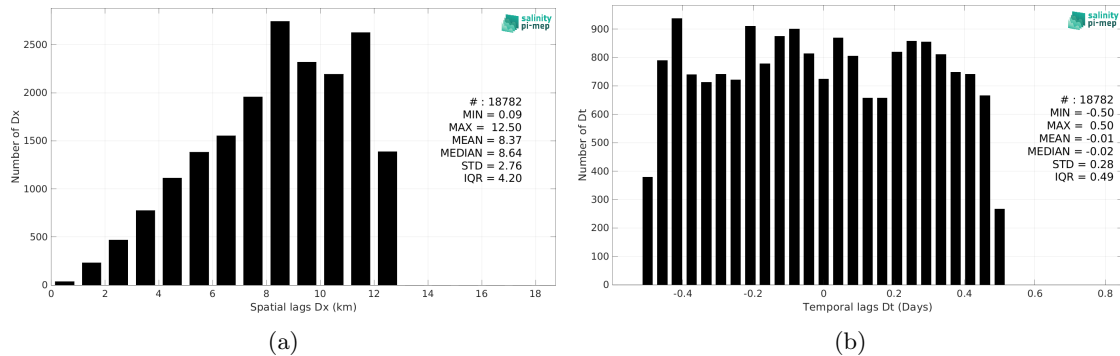 salinity
pi-mep
2500
2000
1500
1000
500
0
Number of Dx
# : 18782
MIN = 0.09
MAX = 12.50
MEAN = 8.37
MEDIAN = 8.64
STD = 2.76
IQR = 4.20
0 2 4 6 8 10 12 14 16 18
Spatial lags Dx (km)
(a)
salinity
pi-mep
900
800
700
600
500
400
300
200
100
0
Number of Dt
# : 18782
MIN = -0.50
MAX = 0.50
MEAN = -0.01
MEDIAN = -0.02
STD = 0.28
IQR = 0.49
-0.4 -0.2 0 0.2 0.4 0.6 0.8
Temporal lags Dt (Days)
(b)